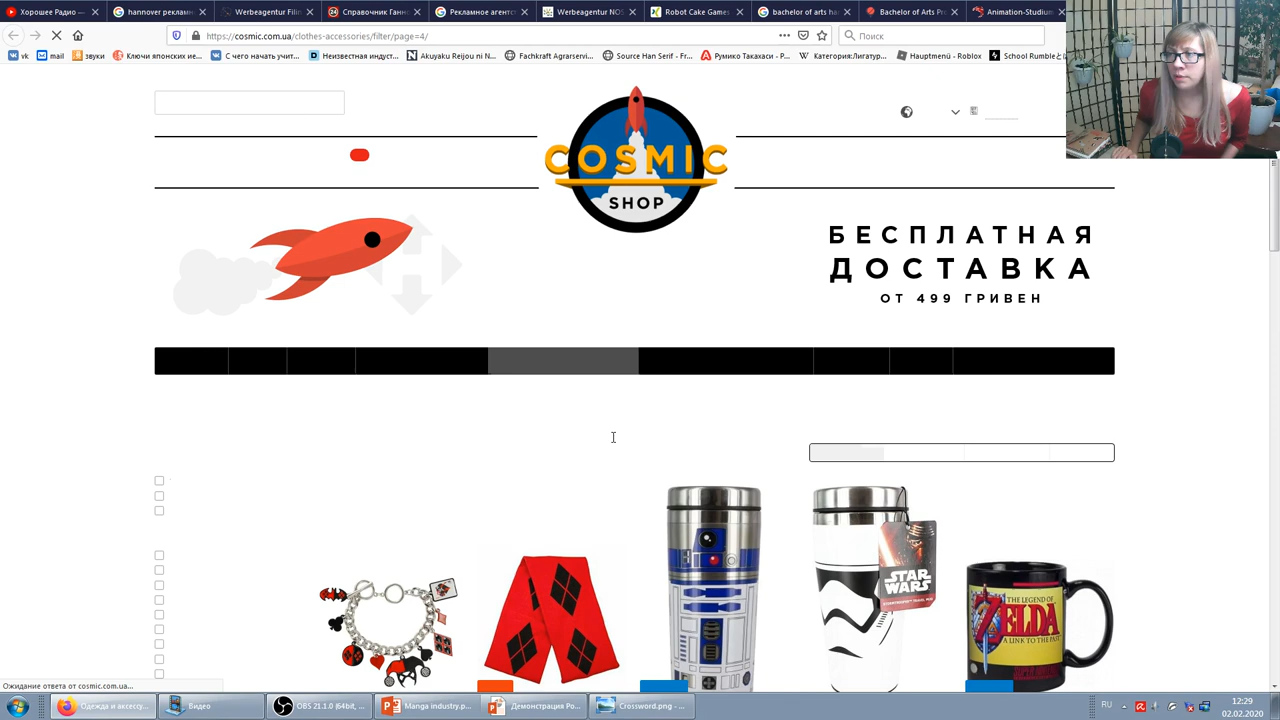 Хорошее Радио —
hannover рекламн
Werbeagentur Filin
Справочник Ганно
Рекламное агентс
Werbeagentur NOS
Robot Cake Games
bachelor of arts ha
Bachelor of Arts Pro
Animation-Studium
https://cosmic.com.ua/clothes-accessories/filter/page=4/
Поиск
vk
mail
звуки
Ключи японских ие...
С чего начать учит...
Неизвестная индуст...
Akuyaku Reijou ni N...
Fachkraft Agrarservi...
Source Han Serif - Fr...
Румико Такахаси - Р...
Категория:Лигатур...
Hauptmenü - Roblox
School Rumble
COSMIC
SHOP
БЕСПЛАТНАЯ
ДОСТАВКА
ОТ 499 ГРИВЕН
STAR
WARS
THE LEGEND OF
ZELDA
A LINK TO THE PAST
Ожидание ответа от cosmic.com.ua...
Одежда и аксессу...
Видео
OBS 21.1.0 (64bit, ...
Manga industry.p...
Демонстрация Po...
Crossword.png - ...
RU
12:29
02.02.2020